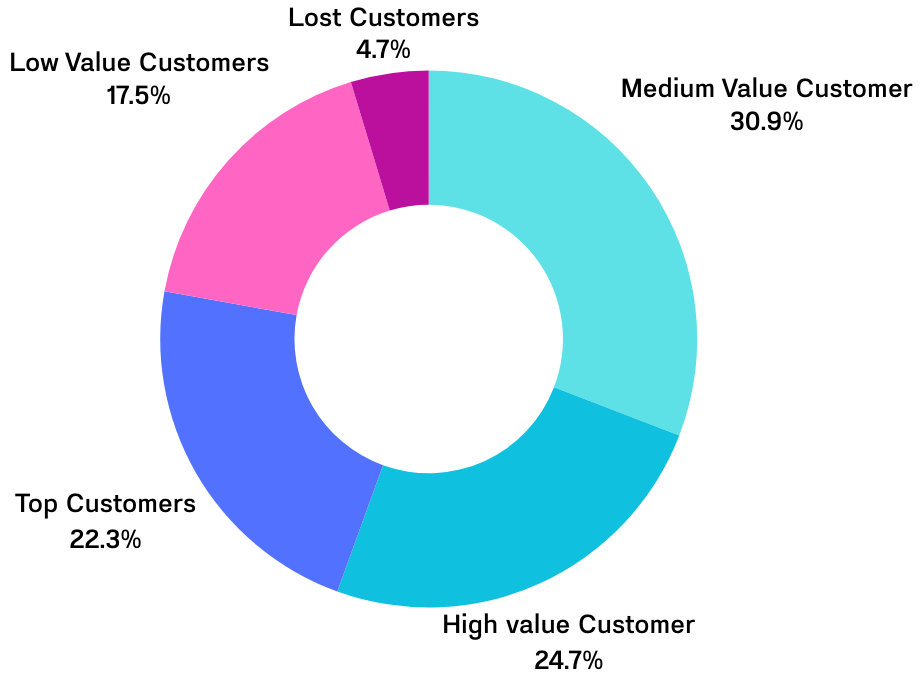 Lost Customers
4.7%
Low Value Customers
17.5%
Medium Value Customer
30.9%
Top Customers
22.3%
High value Customer
24.7%